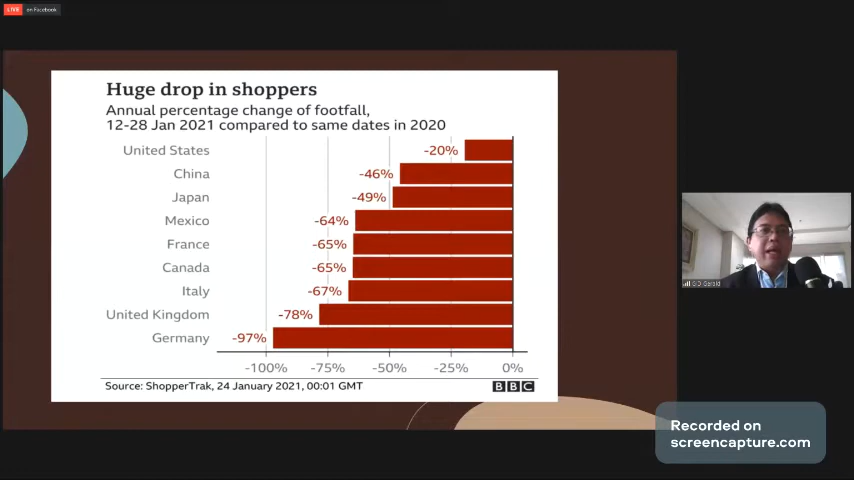 LIVE on Facebook
Huge drop in shoppers
Annual percentage change of footfall,
12-28 Jan 2021 compared to same dates in 2020
United States -20%
China -46%
Japan -49%
Mexico -64%
France -65%
Canada -65%
Italy -67%
United Kingdom -78%
Germany -97%
-100% -75% -50% -25% 0%
Source: ShopperTrak, 24 January 2021, 00:01 GMT BBC
Recorded on
screencapture.com